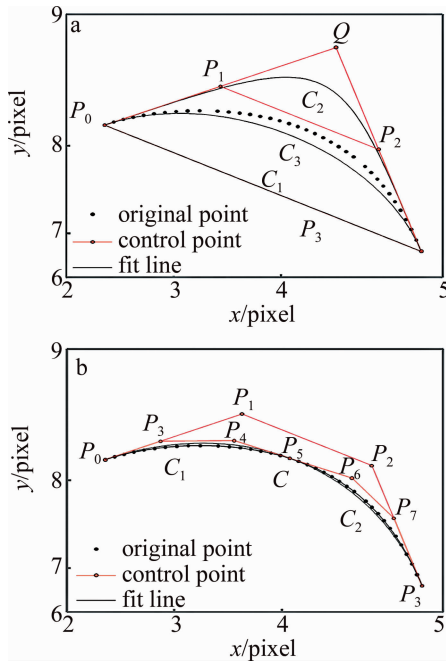 a
9
Q
P1
P0
C2
8
P2
C3
y/pixel
C1
7
P3
original point
control point
fit line
6
2
3
4
5
x/pixel
b
9
P1
P3
P4
P0
P5
P2
8
C1
C
P6
C2
P7
y/pixel
original point
7
control point
P3
fit line
6
2
3
4
5
x/pixel